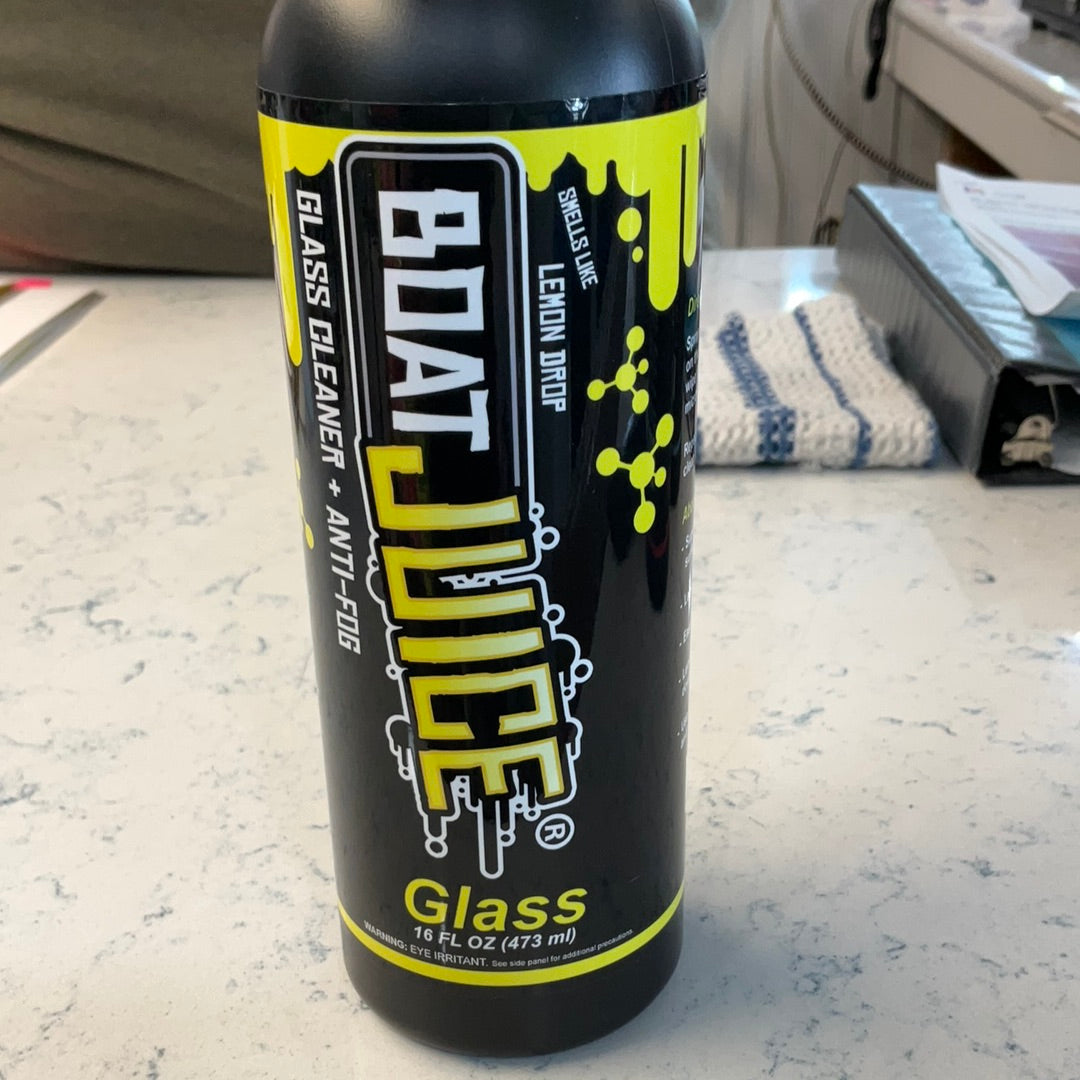 BOAT JUICE®
GLASS CLEANER + ANTI-FOG
SMELLS LIKE
LEMON DROP
Glass
16 FL OZ (473 ml)
WARNING: EYE IRRITANT. See side panel for additional precautions.